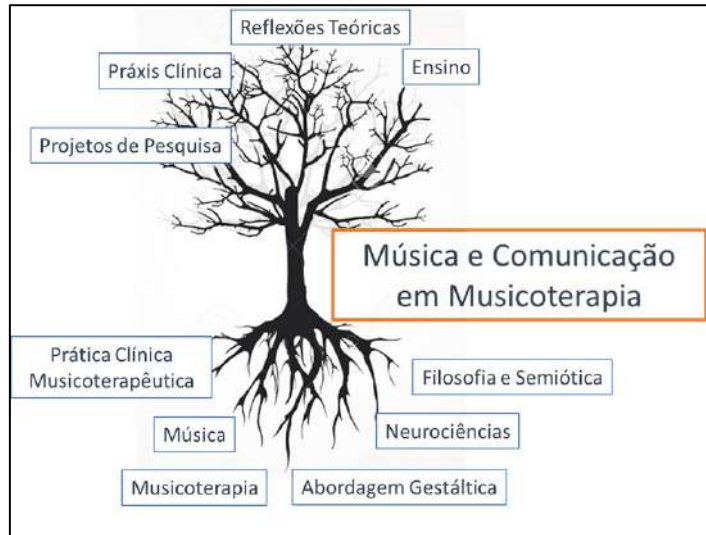 Reflexões Teóricas
Práxis Clínica
Ensino
Projetos de Pesquisa
Música e Comunicação
em Musicoterapia
Prática Clínica
Musicoterapêutica
Filosofia e Semiótica
Música
Neurociências
Musicoterapia
Abordagem Gestáltica